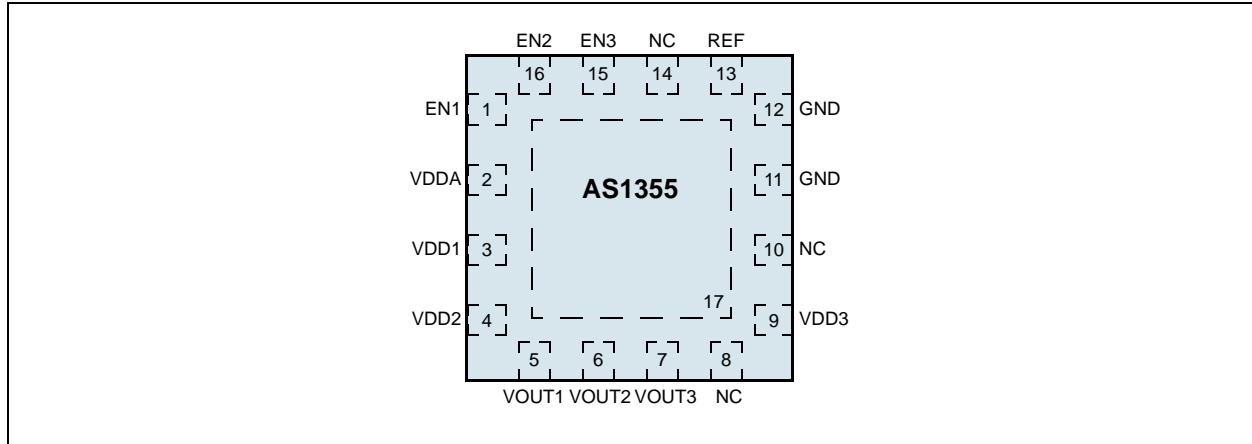 EN2 EN3 NC REF
16 15 14 13
EN1 1 12 GND
VDDA 2 AS1355 11 GND
VDD1 3 10 NC
17
VDD2 4 9 VDD3
5 6 7 8
VOUT1 VOUT2 VOUT3 NC